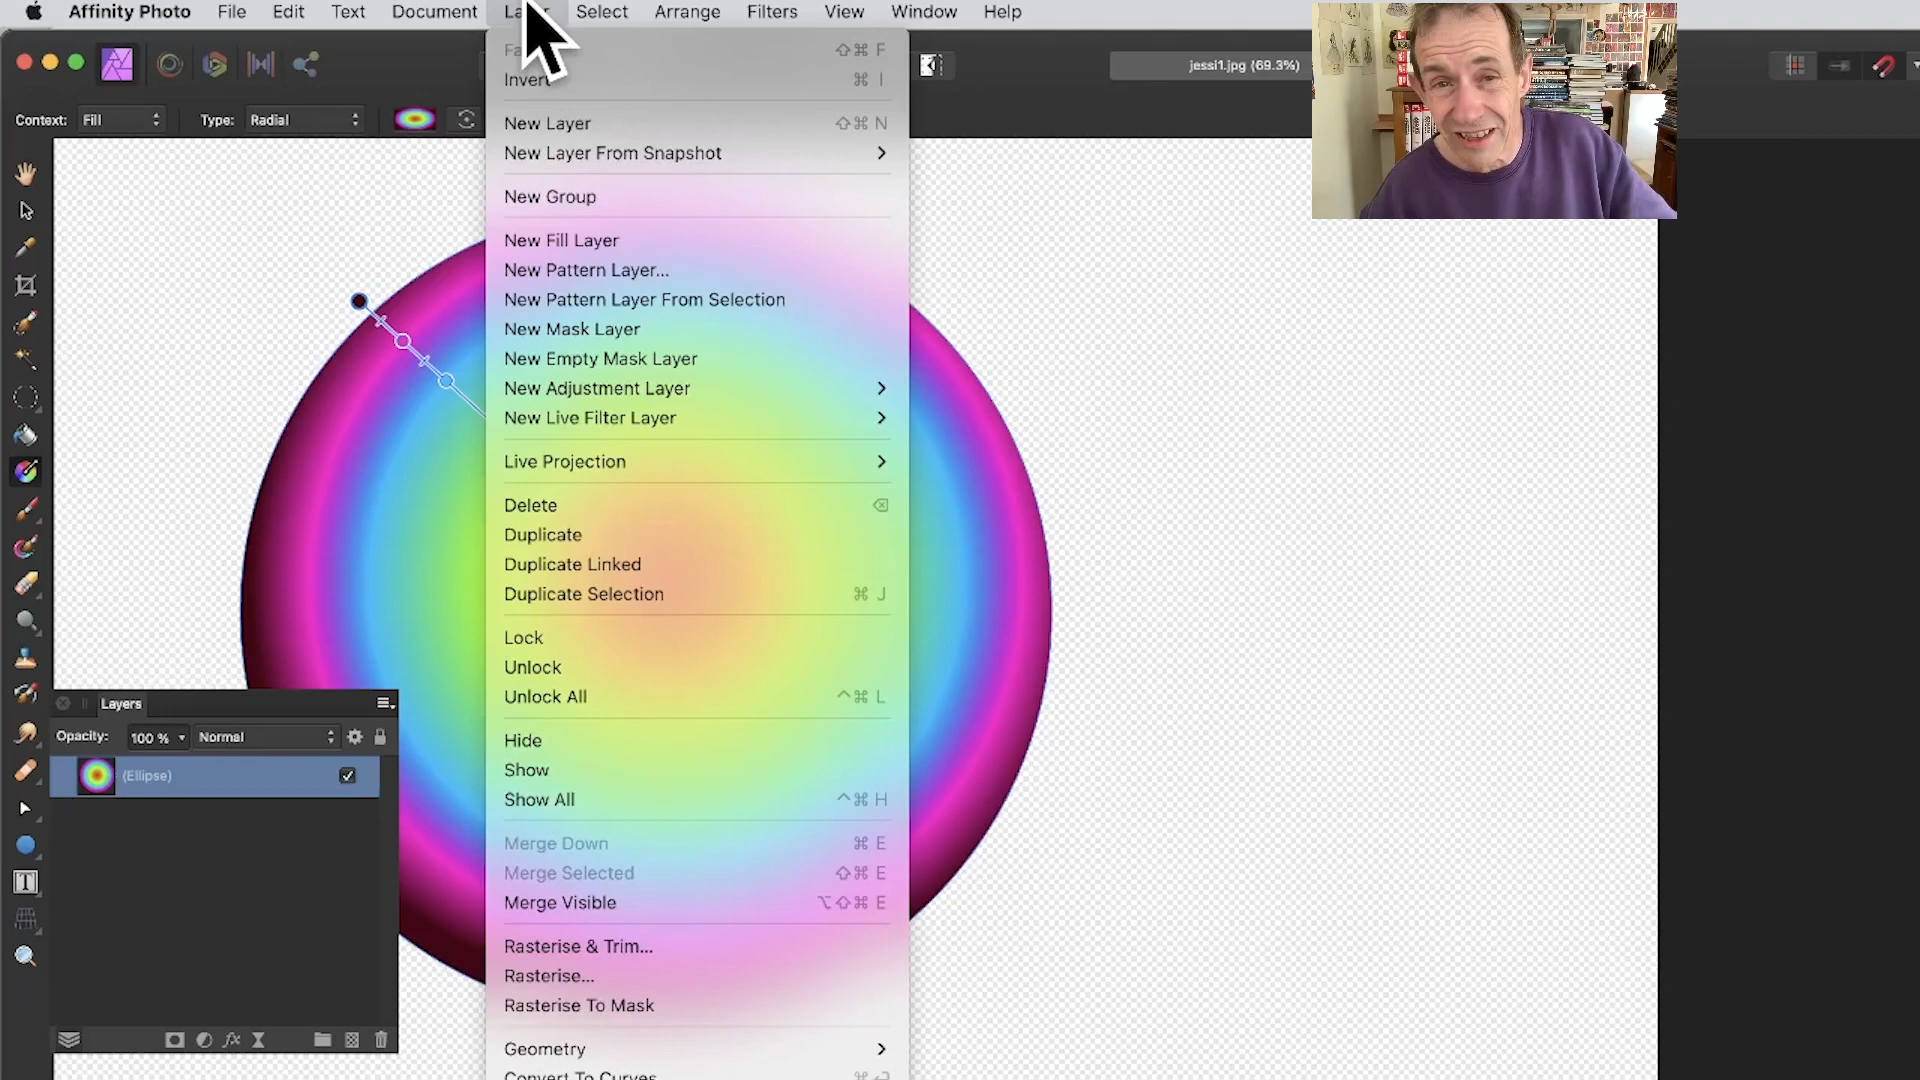 Affinity Photo File Edit Text Document Select Arrange Filters View Window Help
⇧⌘ F
Invert ⌘ I
jessi1.jpg (69.3%)
Context: Fill Type: Radial
New Layer ⇧⌘ N
New Layer From Snapshot
New Group
New Fill Layer
New Pattern Layer...
New Pattern Layer From Selection
New Mask Layer
New Empty Mask Layer
New Adjustment Layer
New Live Filter Layer
Live Projection
Delete
Duplicate
Duplicate Linked
Duplicate Selection ⌘ J
Lock
Unlock
Unlock All ^⌘ L
Hide
Show
Show All ^⌘ H
Merge Down ⌘ E
Merge Selected ⇧⌘ E
Merge Visible ⌥⇧⌘ E
Rasterise & Trim...
Rasterise...
Rasterise To Mask
Geometry
Convert To Curves
Layers
Opacity: 100 % Normal
(Ellipse)